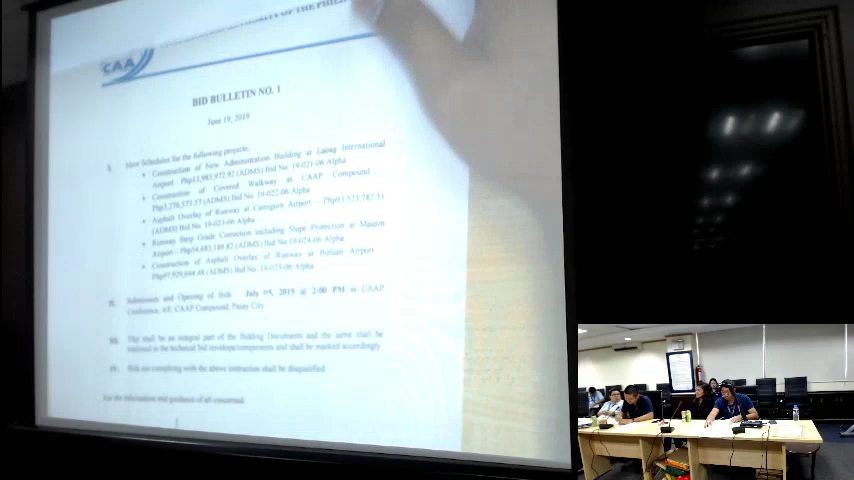 AUTHORITY OF THE
CAA
BID BULLETIN NO. 1
June 19, 2019
I. New Schedules for the following projects.
• Construction of New Administration Building at Laoag International
Airport - Php13,985,972.92 (ADMS) Bid No. 19-021-06 Alpha
• Construction of Covered Walkway at CAAP Compound -
(ADMS) Bid No. 19-022-06 Alpha
• Asphalt Overlay of Runway at Camiguin Airport -
(ADMS) Bid No. 19-023-06 Alpha
• Runway Strip Grade Correction including Slope Protection at Maasin
Airport - (ADMS) Bid No. 19-024-06 Alpha
• Construction of Asphalt Overlay of Runway at Butuan Airport -
(ADMS) Bid No. 19-025-06 Alpha
II. Submission and Opening of Bids July 09, 2019 @ 2:00 PM at CAAP
Conference, 4/F, CAAP Compound, Pasay City
III. This shall be an integral part of the Bidding Documents and the same shall be
enclosed in the technical bid envelope/components and shall be marked accordingly.
IV. Bids not complying with the above instruction shall be disqualified.
For the information and guidance of all concerned.